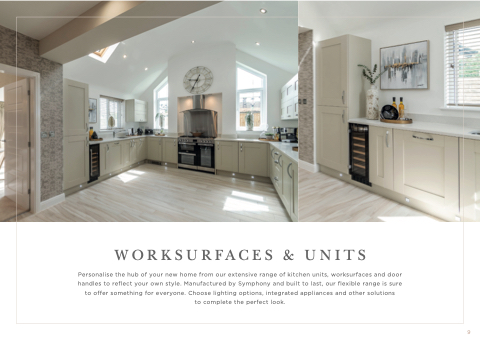 WORKSURFACES & UNITS
Personalise the hub of your new home from our extensive range of kitchen units, worksurfaces and door
handles to reflect your own style. Manufactured by Symphony and built to last, our flexible range is sure
to offer something for everyone. Choose lighting options, integrated appliances and other solutions
to complete the perfect look.